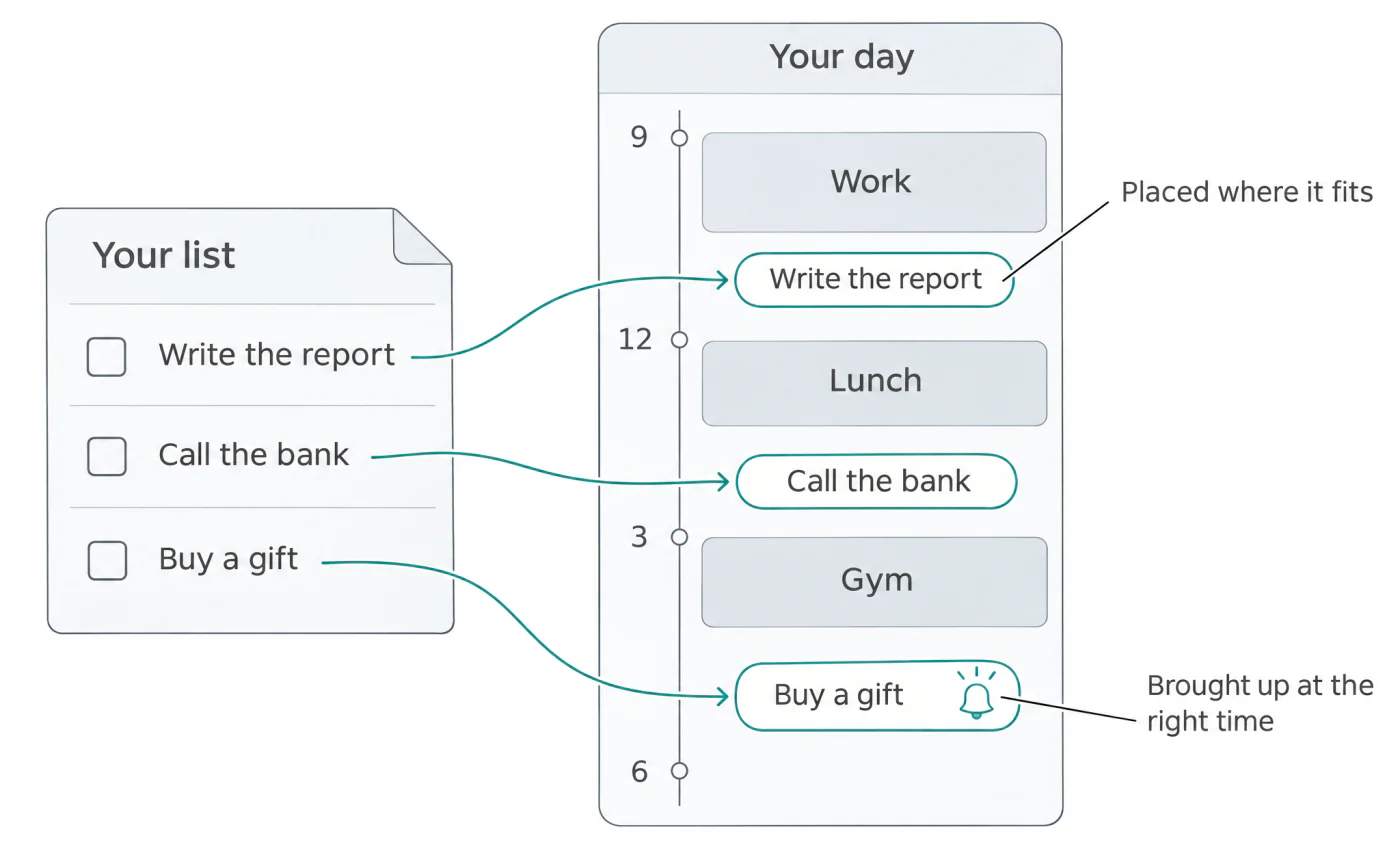 Your list
Write the report
Call the bank
Buy a gift
Your day
9
Work
Write the report
12
Lunch
Call the bank
3
Gym
Buy a gift
6
Placed where it fits
Brought up at the
right time